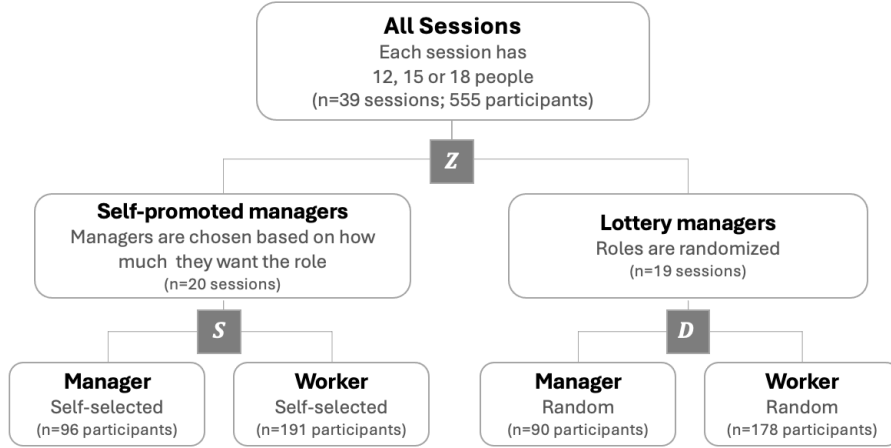 All Sessions
Each session has
12, 15 or 18 people
(n=39 sessions; 555 participants)
Z
Self-promoted managers
Managers are chosen based on how
much they want the role
(n=20 sessions)
Lottery managers
Roles are randomized
(n=19 sessions)
S
D
Manager
Self-selected
(n=96 participants)
Worker
Self-selected
(n=191 participants)
Manager
Random
(n=90 participants)
Worker
Random
(n=178 participants)